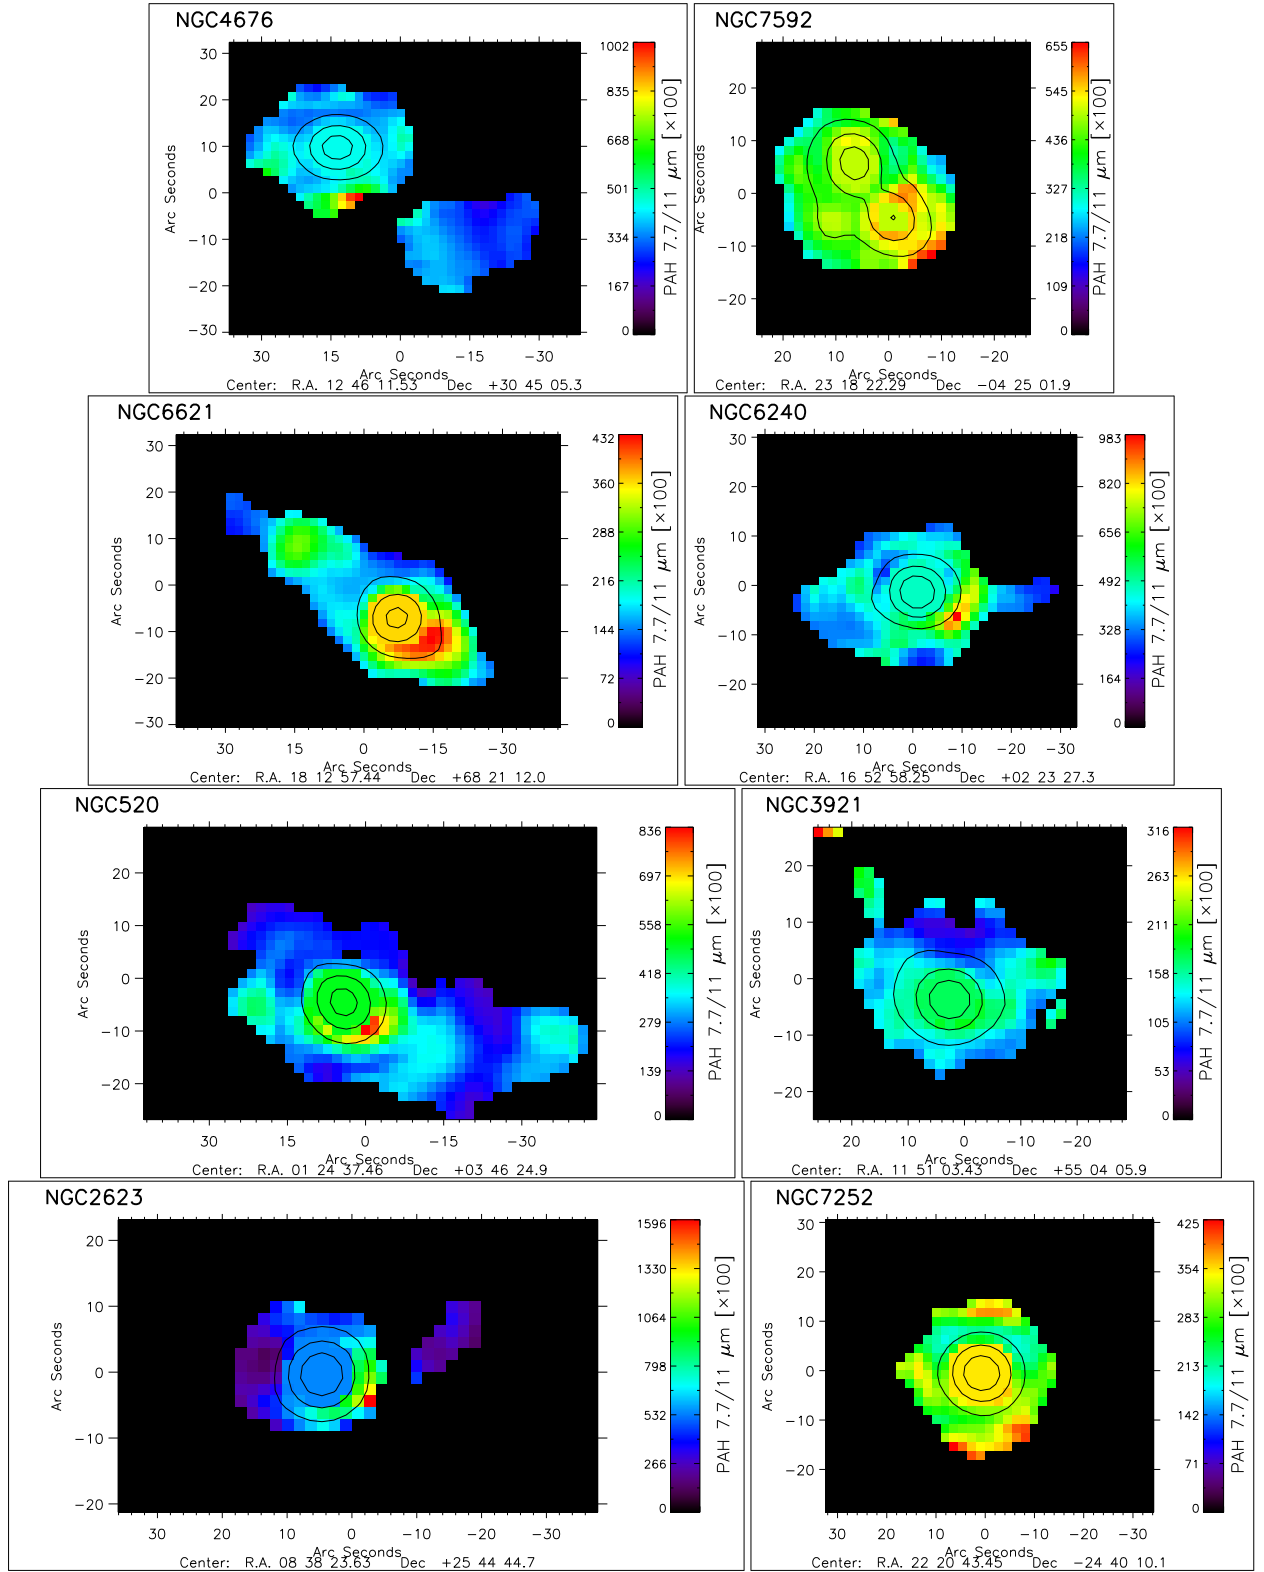 NGC4676
30
20
10
0
−10
−20
−30
Arc Seconds
30 15 0 −15 −30
Arc Seconds
Center: R.A. 12 46 11.53 Dec +30 45 05.3
1002
835
668
501
334
167
0
PAH 7.7/11 μm [×100]
NGC7592
20
10
0
−10
−20
Arc Seconds
20 10 0 −10 −20
Arc Seconds
Center: R.A. 23 18 22.29 Dec −04 25 01.9
655
545
436
327
218
109
0
PAH 7.7/11 μm [×100]
NGC6621
30
20
10
0
−10
−20
−30
Arc Seconds
30 15 0 −15 −30
Arc Seconds
Center: R.A. 18 12 57.44 Dec +68 21 12.0
432
360
288
216
144
72
0
PAH 7.7/11 μm [×100]
NGC6240
30
20
10
0
−10
−20
Arc Seconds
30 20 10 0 −10 −20 −30
Arc Seconds
Center: R.A. 16 52 58.25 Dec +02 23 27.3
983
820
656
492
328
164
0
PAH 7.7/11 μm [×100]
NGC520
20
10
0
−10
−20
Arc Seconds
30 15 0 −15 −30
Arc Seconds
Center: R.A. 01 24 37.46 Dec +03 46 24.9
836
697
558
418
279
139
0
PAH 7.7/11 μm [×100]
NGC3921
20
10
0
−10
−20
Arc Seconds
20 10 0 −10 −20
Arc Seconds
Center: R.A. 11 51 03.43 Dec +55 04 05.9
316
263
211
158
105
53
0
PAH 7.7/11 μm [×100]
NGC2623
20
10
0
−10
−20
Arc Seconds
30 20 10 0 −10 −20 −30
Arc Seconds
Center: R.A. 08 38 23.63 Dec +25 44 44.7
1596
1330
1064
798
532
266
0
PAH 7.7/11 μm [×100]
NGC7252
30
20
10
0
−10
−20
Arc Seconds
30 20 10 0 −10 −20 −30
Arc Seconds
Center: R.A. 22 20 43.45 Dec −24 40 10.1
425
354
283
213
142
71
0
PAH 7.7/11 μm [×100]